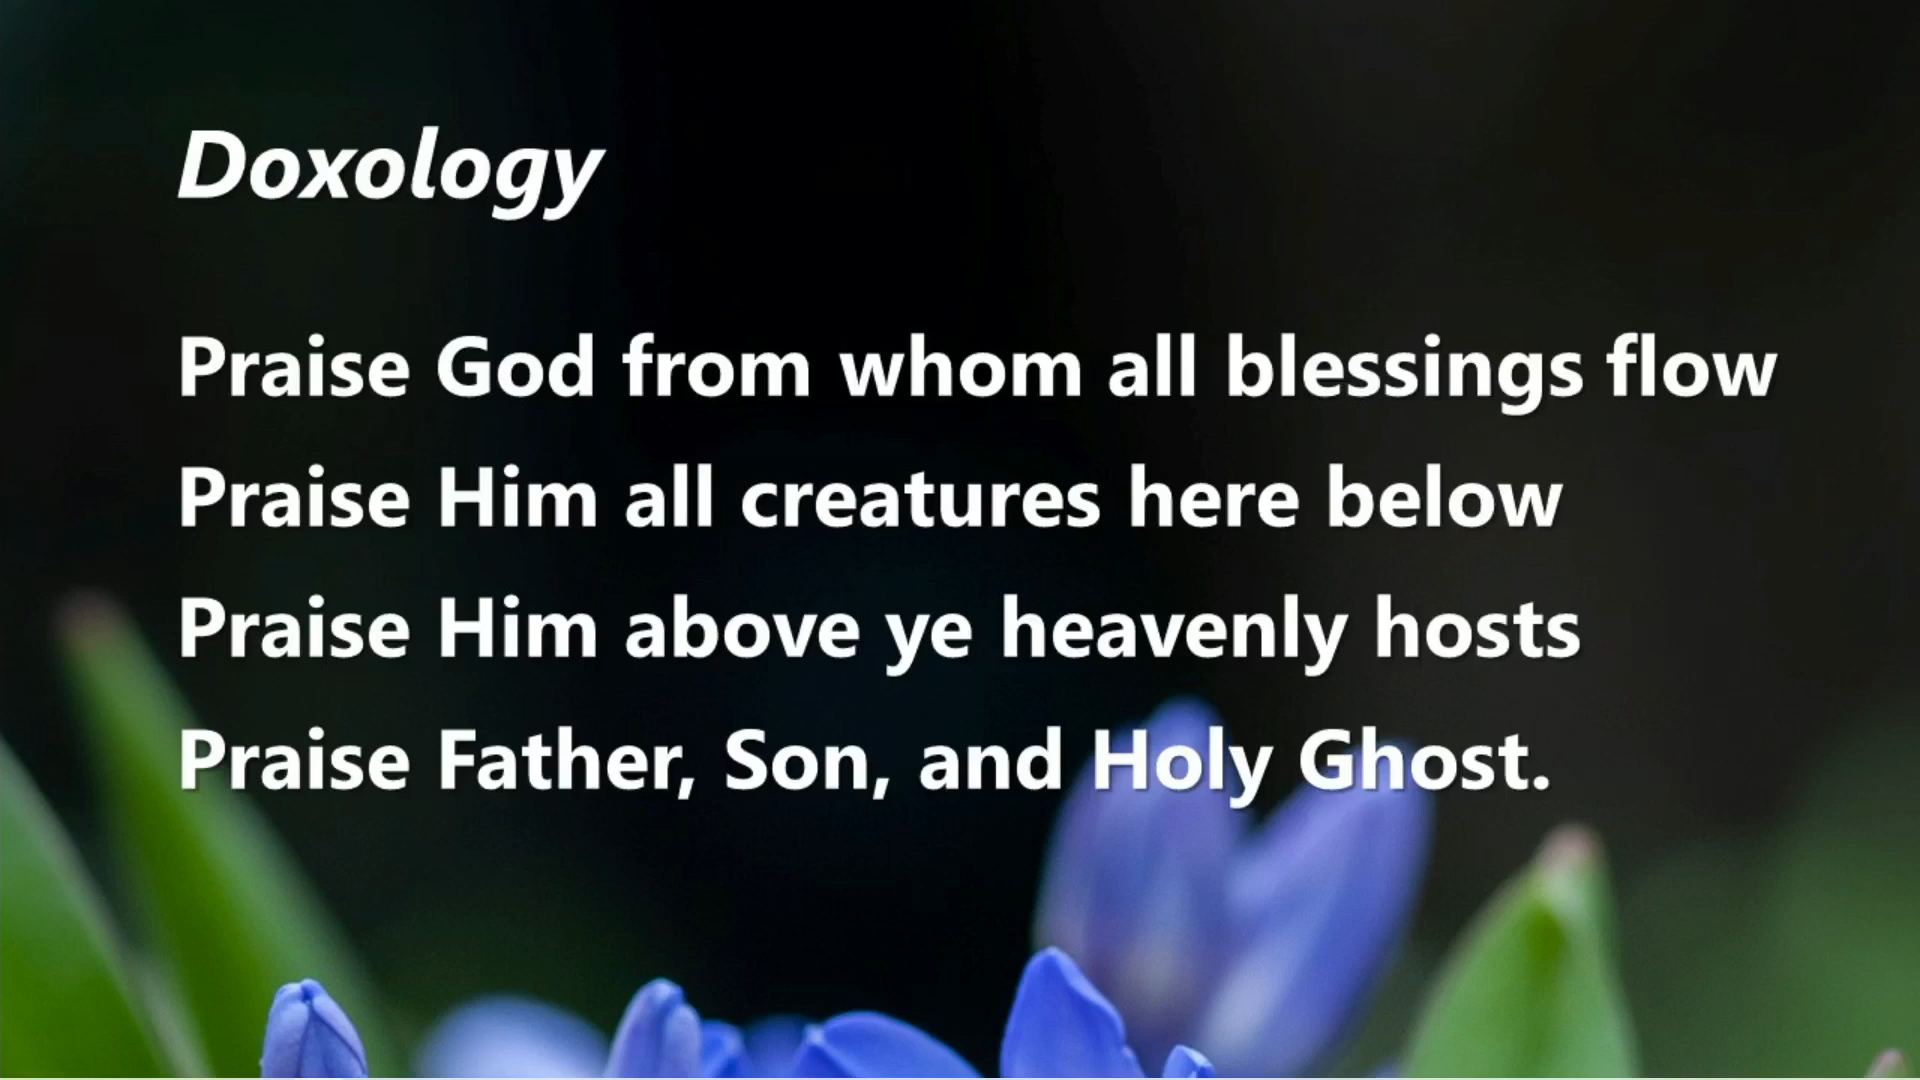 Doxology
Praise God from whom all blessings flow
Praise Him all creatures here below
Praise Him above ye heavenly hosts
Praise Father, Son, and Holy Ghost.